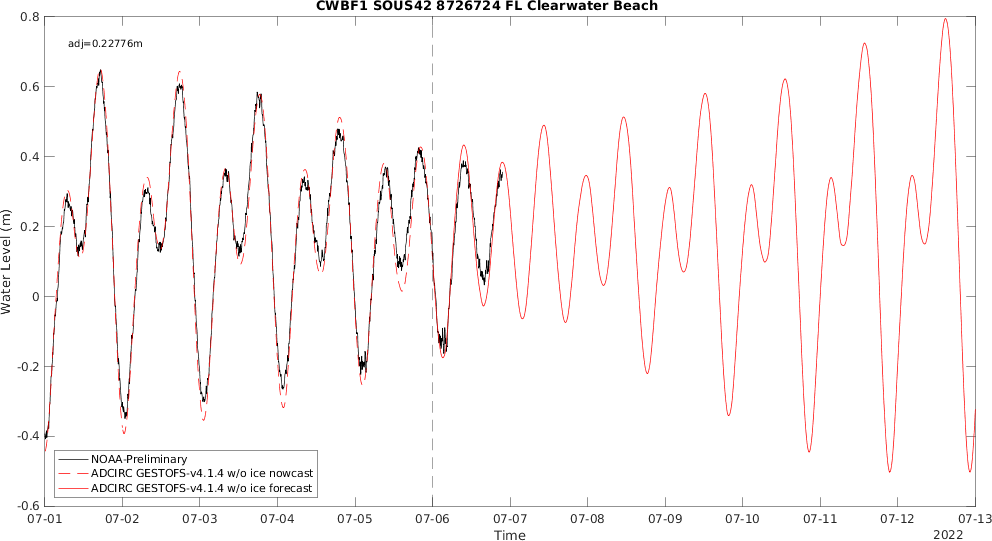 CWBF1 SOUS42 8726724 FL Clearwater Beach
adj=0.22776m
0.8
0.6
0.4
0.2
0
-0.2
-0.4
-0.6
Water Level (m)
NOAA-Preliminary
ADCIRC GESTOFS-v4.1.4 w/o ice nowcast
ADCIRC GESTOFS-v4.1.4 w/o ice forecast
07-01 07-02 07-03 07-04 07-05 07-06 07-07 07-08 07-09 07-10 07-11 07-12 07-13
Time
2022